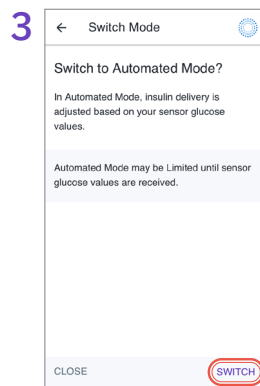 3
Switch Mode
Switch to Automated Mode?
In Automated Mode, insulin delivery is
adjusted based on your sensor glucose
values.
Automated Mode may be Limited until sensor
glucose values are received.
CLOSE
SWITCH